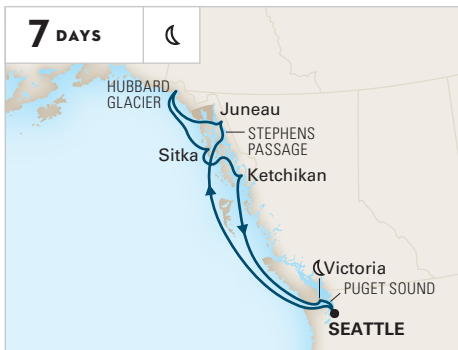 7 DAYS
HUBBARD
GLACIER
Juneau
STEPHENS
PASSAGE
Sitka
Ketchikan
Victoria
PUGET SOUND
SEATTLE